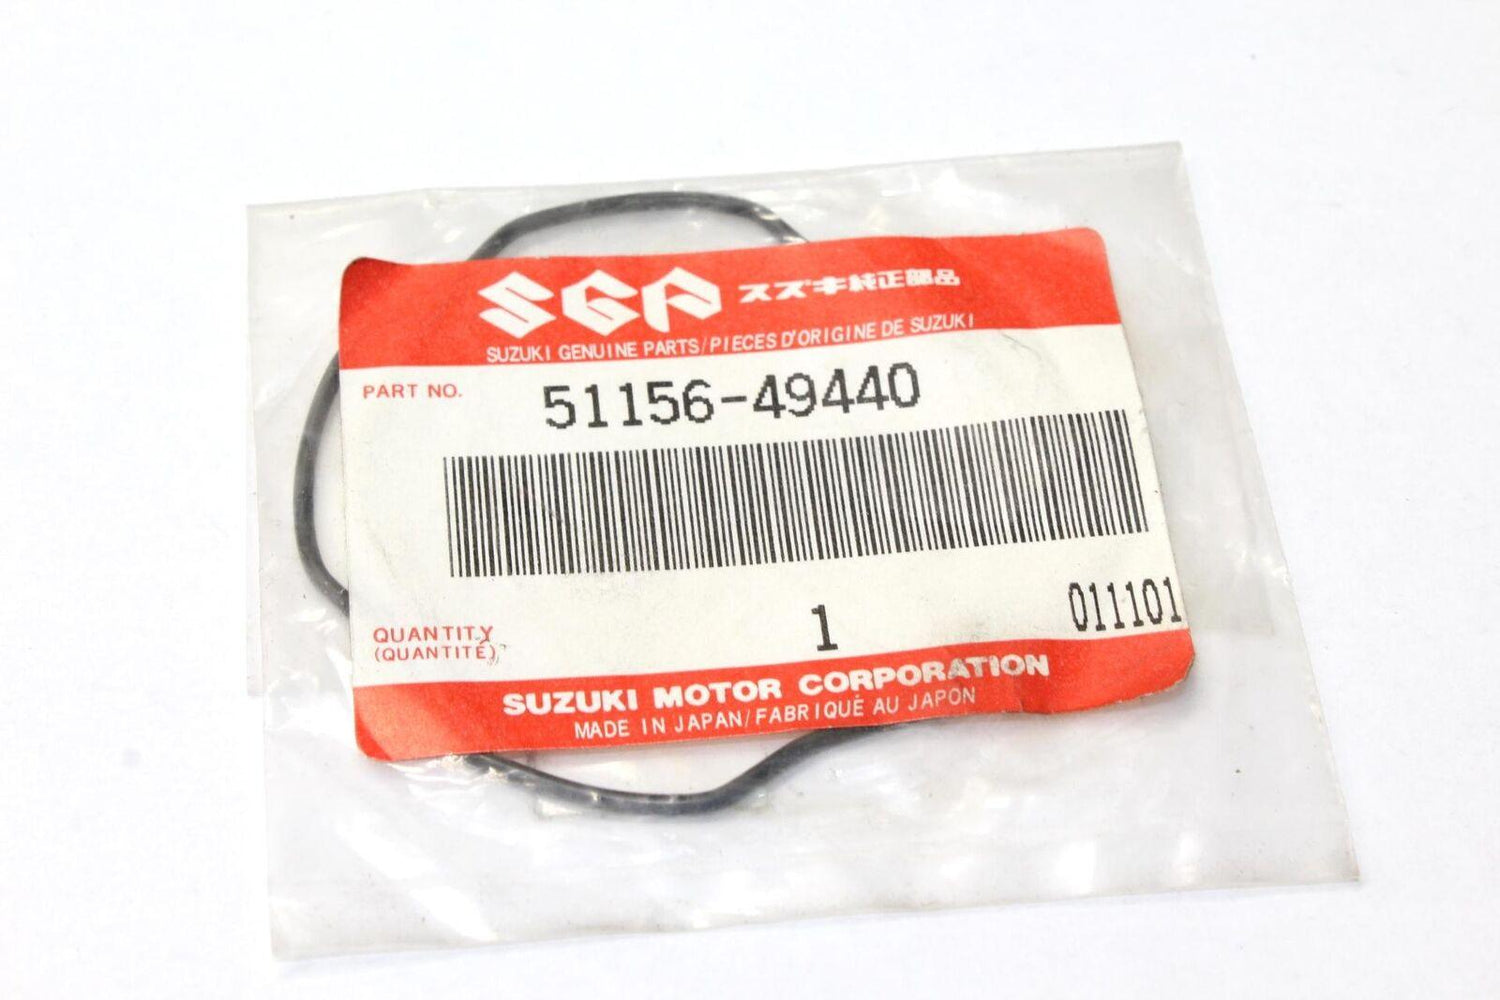 SGP スズキ純正部品
SUZUKI GENUINE PARTS/PIECES D'ORIGINE DE SUZUKI
PART NO. 51156-49440
QUANTITY
(QUANTITÉ) 1 011101
SUZUKI MOTOR CORPORATION
MADE IN JAPAN/FABRIQUÉ AU JAPON